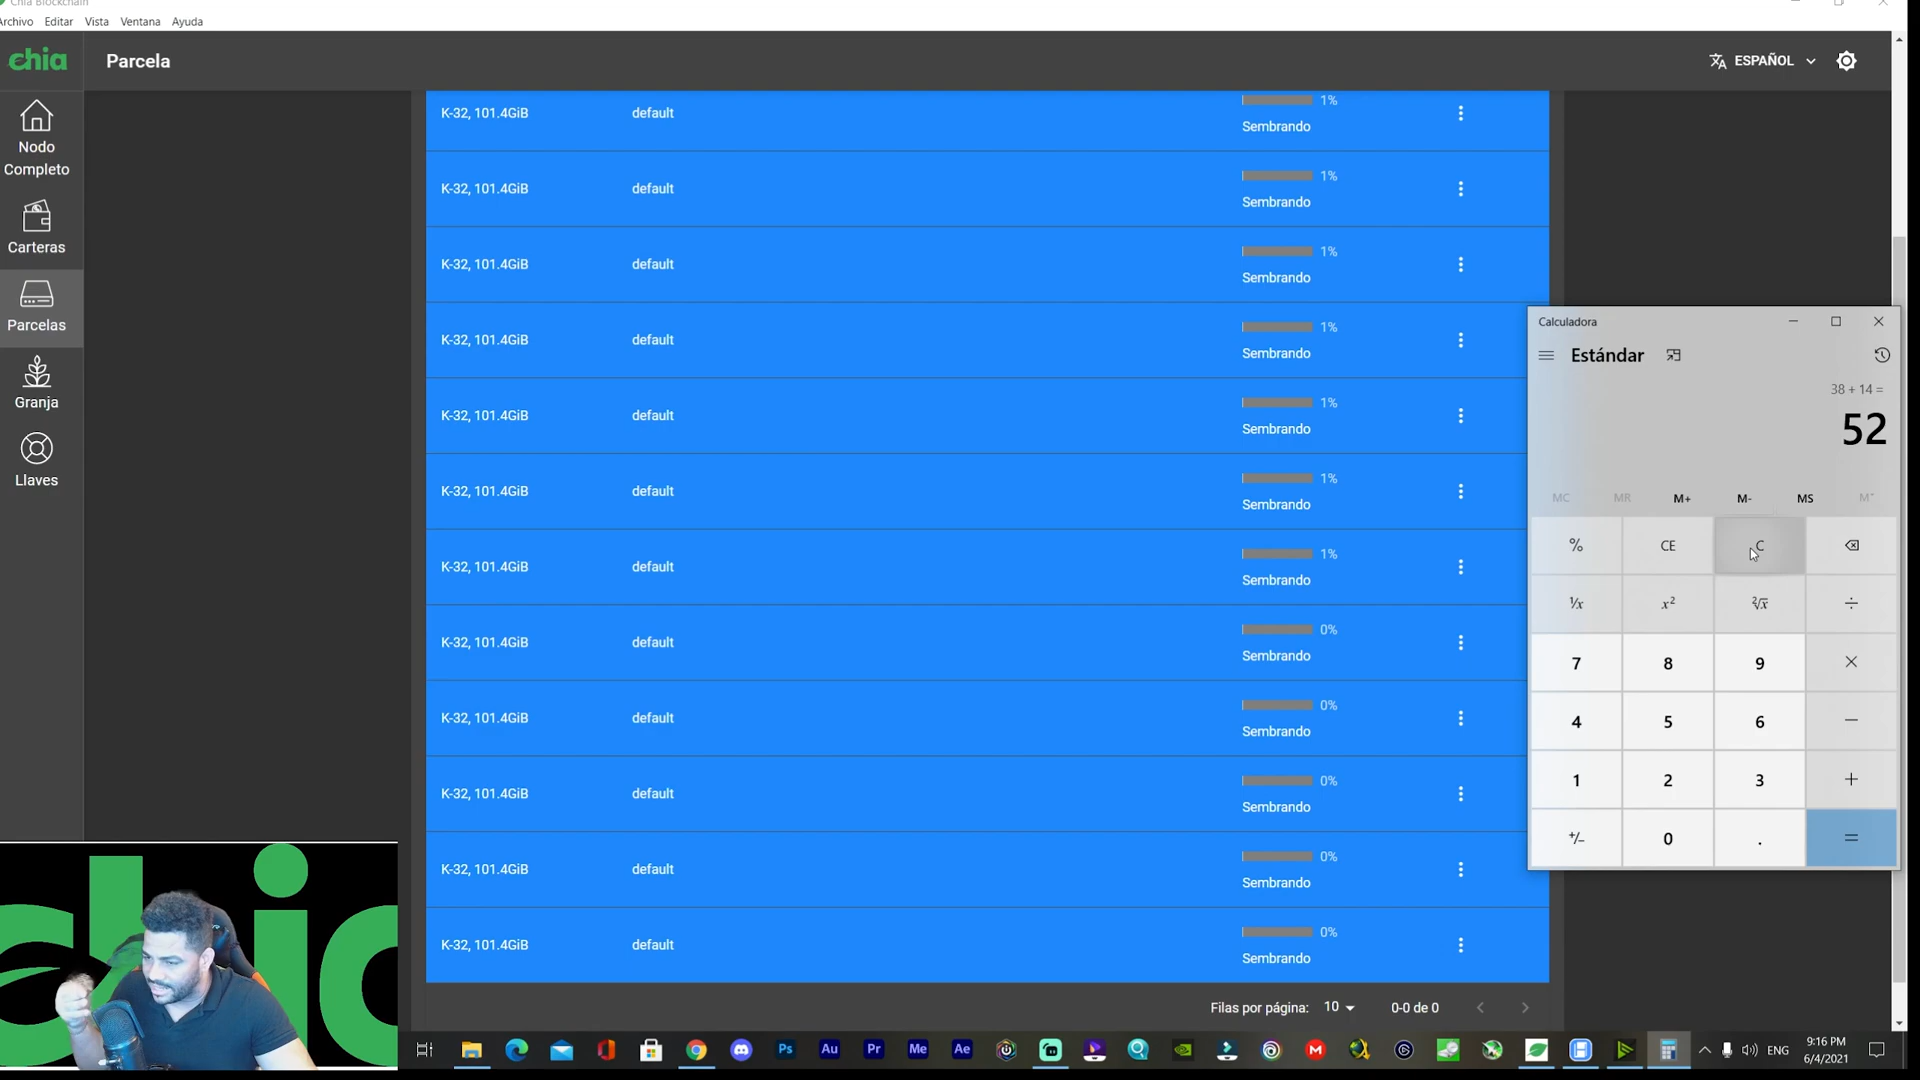 Chia Blockchain
Archivo Editar Vista Ventana Ayuda
chia
Parcela
ESPAÑOL
Nodo
Completo
Carteras
Parcelas
Granja
Llaves
K-32, 101.4GiB default 1%
Sembrando
K-32, 101.4GiB default 1%
Sembrando
K-32, 101.4GiB default 1%
Sembrando
K-32, 101.4GiB default 1%
Sembrando
K-32, 101.4GiB default 1%
Sembrando
K-32, 101.4GiB default 1%
Sembrando
K-32, 101.4GiB default 1%
Sembrando
K-32, 101.4GiB default 0%
Sembrando
K-32, 101.4GiB default 0%
Sembrando
K-32, 101.4GiB default 0%
Sembrando
K-32, 101.4GiB default 0%
Sembrando
K-32, 101.4GiB default 0%
Sembrando
Filas por página: 10 0-0 de 0
Calculadora
Estándar
38 + 14 =
52
MC MR M+ M- MS M˅
% CE C
¹/x x² ²√x ÷
7 8 9 ×
4 5 6 −
1 2 3 +
+/− 0 . =
chia
Ps Au Pr Me Ae
ENG
9:16 PM
6/4/2021